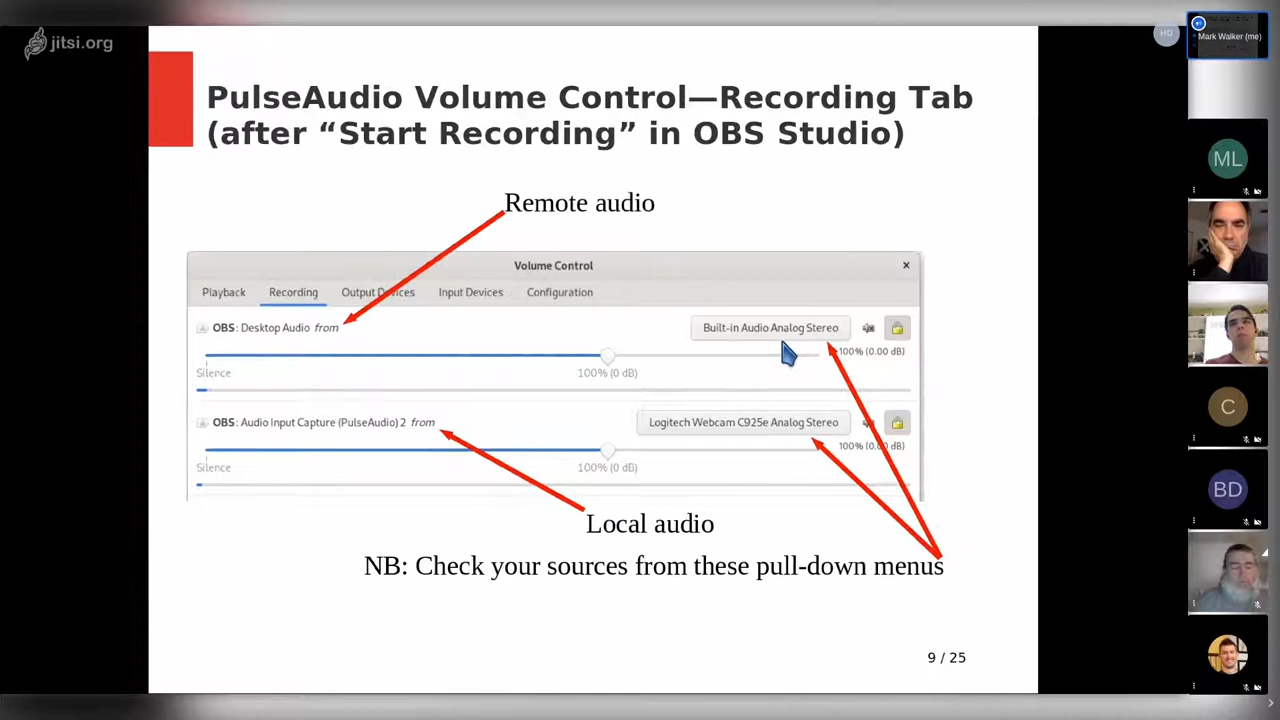 jitsi.org
HD
Mark Walker (me)
PulseAudio Volume Control—Recording Tab
(after “Start Recording” in OBS Studio)
ML
Remote audio
Volume Control
×
Playback Recording Output Devices Input Devices Configuration
OBS: Desktop Audio from
Built-in Audio Analog Stereo
100% (0.00 dB)
Silence
100% (0 dB)
OBS: Audio Input Capture (PulseAudio) 2 from
Logitech Webcam C925e Analog Stereo
100% (0.00 dB)
Silence
100% (0 dB)
C
BD
Local audio
NB: Check your sources from these pull-down menus
9 / 25